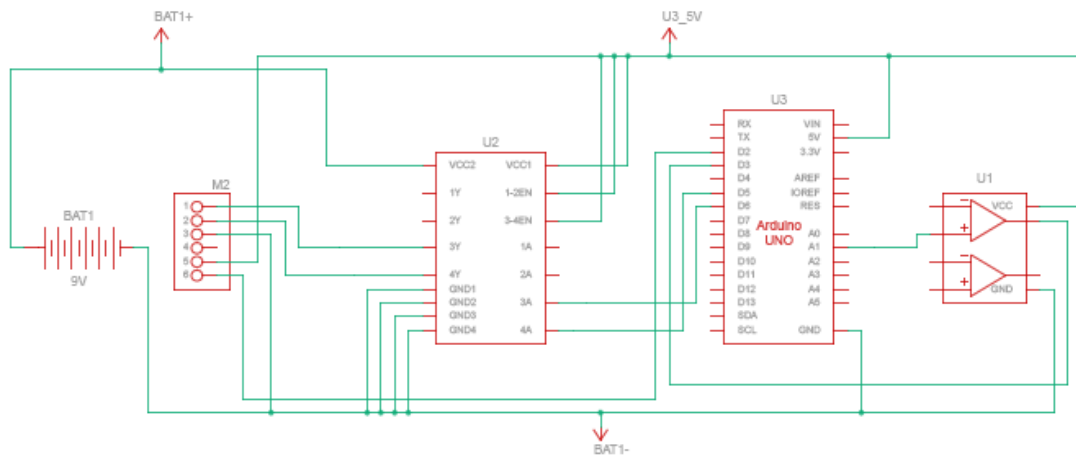 BAT1+
U3_5V
BAT1
9V
M2
1
2
3
4
5
6
U2
VCC2
1Y
2Y
3Y
4Y
GND1
GND2
GND3
GND4
VCC1
1-2EN
3-4EN
1A
2A
3A
4A
U3
RX
TX
D2
D3
D4
D5
D6
D7
D8
D9
D10
D11
D12
D13
SDA
SCL
Arduino
UNO
VIN
5V
3.3V
AREF
IOREF
RES
A0
A1
A2
A3
A4
A5
GND
U1
VCC
GND
BAT1-